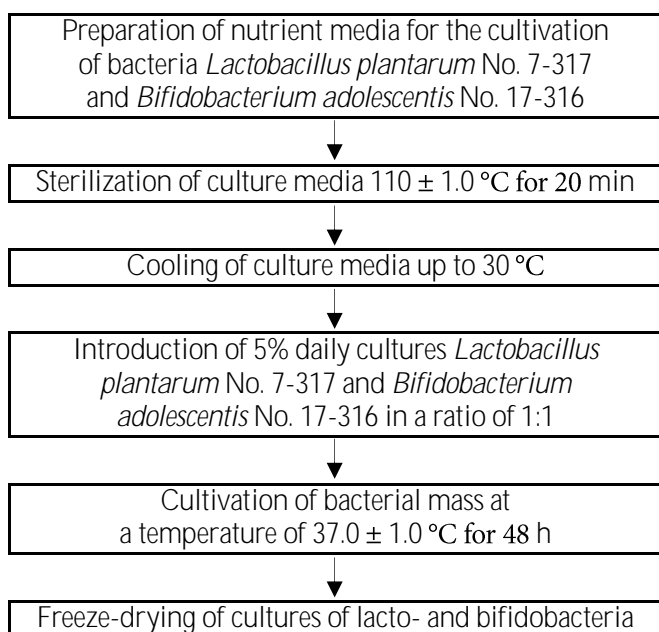 Preparation of nutrient media for the cultivation
of bacteria Lactobacillus plantarum No. 7-317
and Bifidobacterium adolescentis No. 17-316
Sterilization of culture media 110 ± 1.0 °C for 20 min
Cooling of culture media up to 30 °C
Introduction of 5% daily cultures Lactobacillus
plantarum No. 7-317 and Bifidobacterium
adolescentis No. 17-316 in a ratio of 1:1
Cultivation of bacterial mass at
a temperature of 37.0 ± 1.0 °C for 48 h
Freeze-drying of cultures of lacto- and bifidobacteria